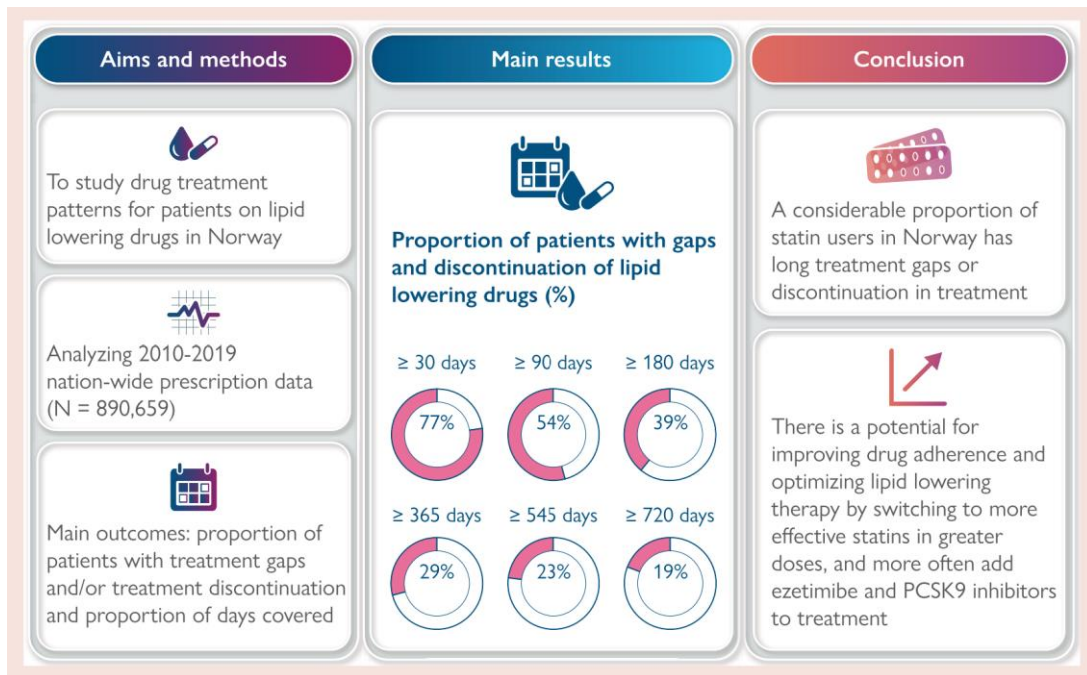 Aims and methods
To study drug treatment
patterns for patients on lipid
lowering drugs in Norway
Analyzing 2010-2019
nation-wide prescription data
(N = 890,659)
Main outcomes: proportion of
patients with treatment gaps
and/or treatment discontinuation
and proportion of days covered
Main results
Proportion of patients with gaps
and discontinuation of lipid
lowering drugs (%)
≥ 30 days ≥ 90 days ≥ 180 days
77% 54% 39%
≥ 365 days ≥ 545 days ≥ 720 days
29% 23% 19%
Conclusion
A considerable proportion of
statin users in Norway has
long treatment gaps or
discontinuation in treatment
There is a potential for
improving drug adherence and
optimizing lipid lowering
therapy by switching to more
effective statins in greater
doses, and more often add
ezetimibe and PCSK9 inhibitors
to treatment